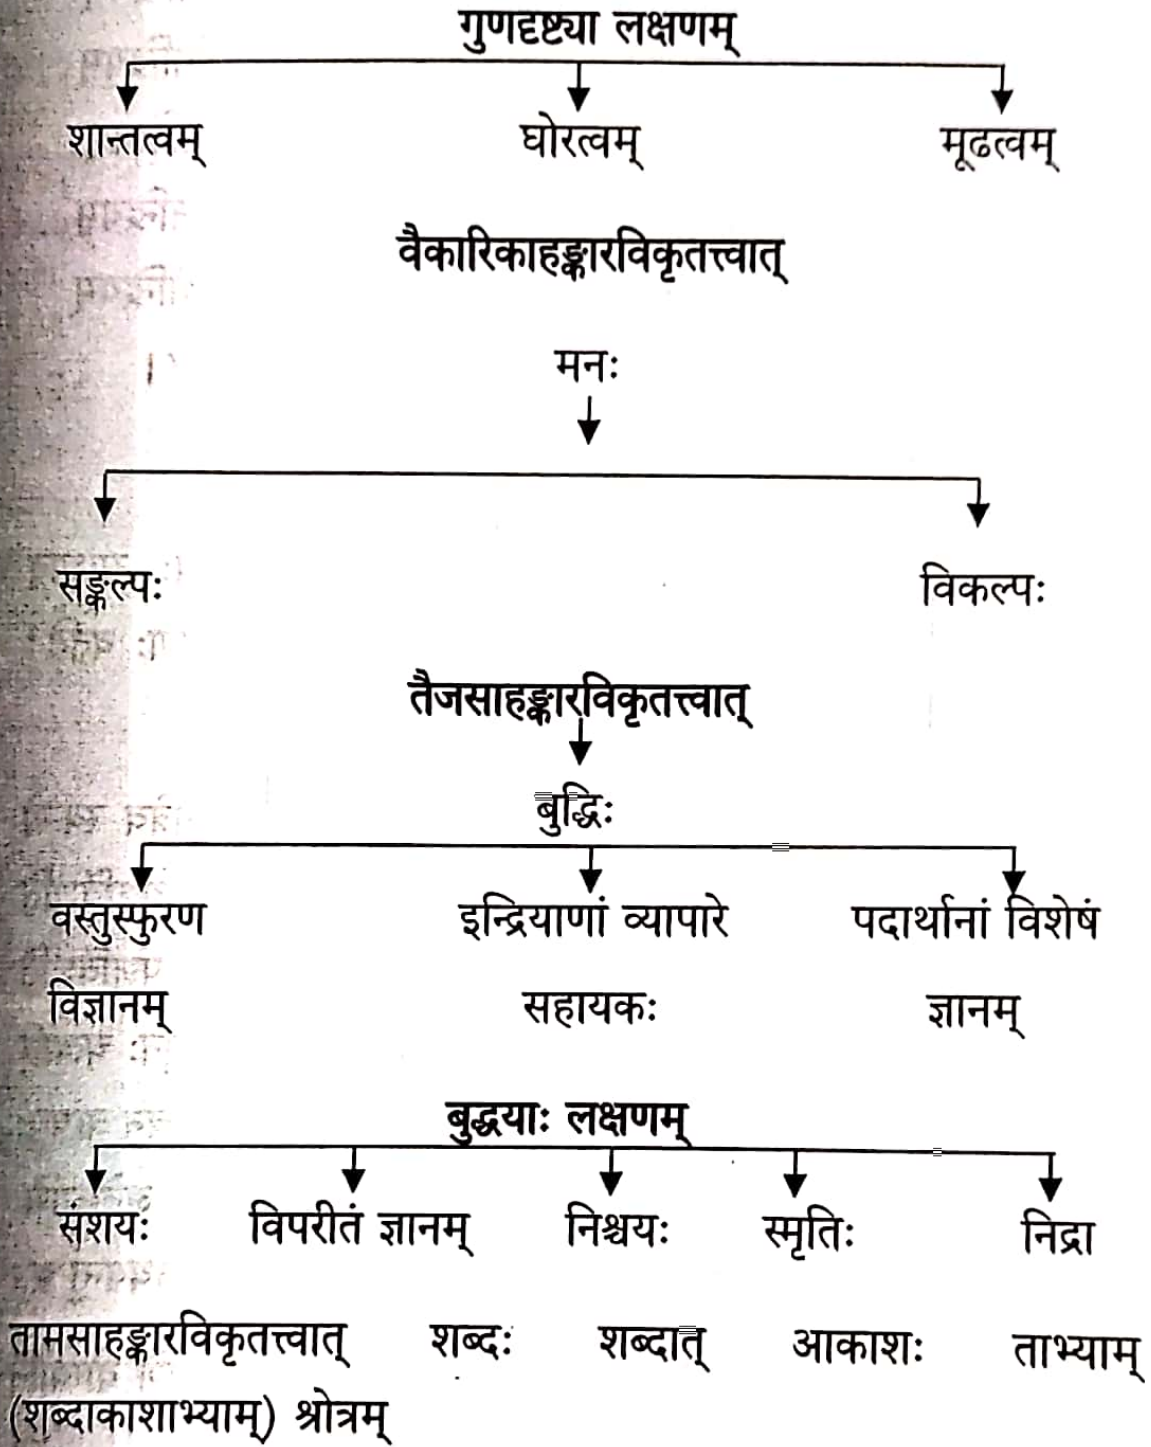 गुणदृष्ट्या लक्षणम्
शान्तत्वम् घोरत्वम् मूढत्वम्
वैकारिकाहङ्कारविकृतत्त्वात्
मनः
सङ्कल्पः विकल्पः
तैजसाहङ्कारविकृतत्त्वात्
बुद्धिः
वस्तुस्फुरण इन्द्रियाणां व्यापारे पदार्थानां विशेषं
विज्ञानम् सहायकः ज्ञानम्
बुद्धयाः लक्षणम्
संशयः विपरीतं ज्ञानम् निश्चयः स्मृतिः निद्रा
तामसाहङ्कारविकृतत्त्वात् शब्दः शब्दात् आकाशः ताभ्याम्
(शब्दाकाशाभ्याम्) श्रोत्रम्